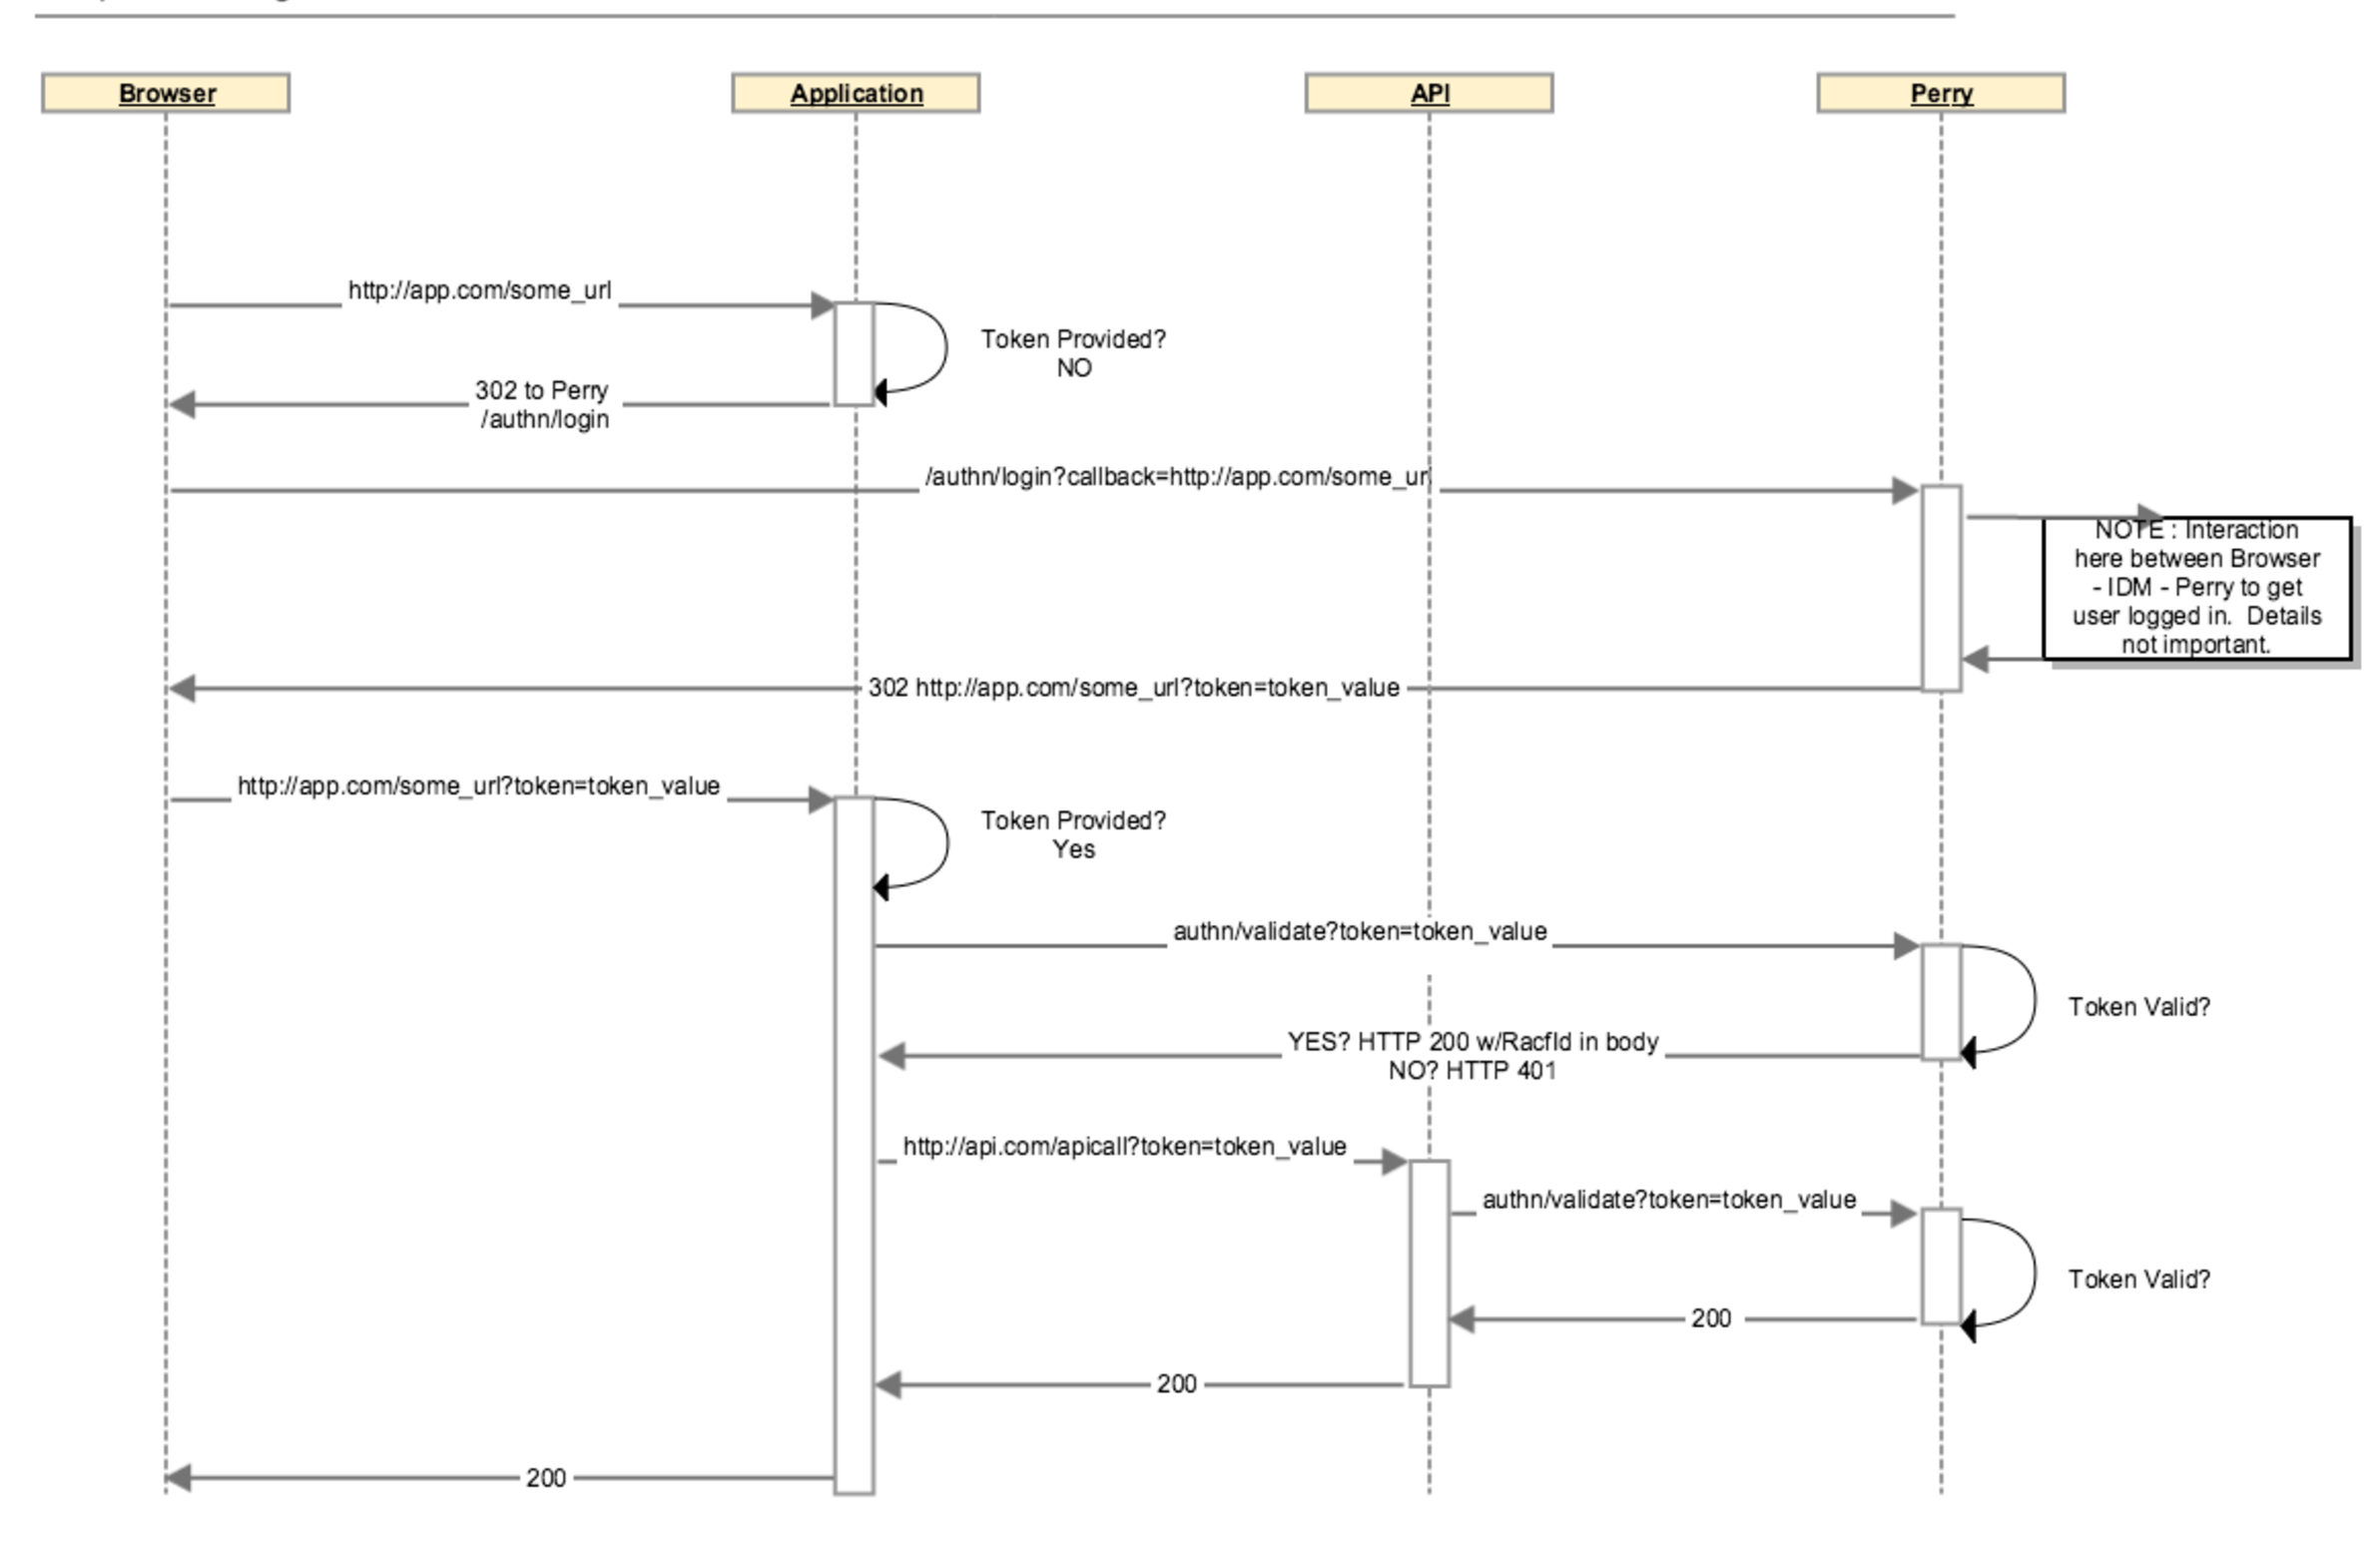 Browser
Application
API
Perry
http://app.com/some_url
Token Provided?
NO
302 to Perry
/authn/login
/authn/login?callback=http://app.com/some_url
NOTE : Interaction
here between Browser
- IDM - Perry to get
user logged in.  Details
not important.
302 http://app.com/some_url?token=token_value
http://app.com/some_url?token=token_value
Token Provided?
Yes
authn/validate?token=token_value
Token Valid?
YES? HTTP 200 w/RacfId in body
NO? HTTP 401
http://api.com/apicall?token=token_value
authn/validate?token=token_value
Token Valid?
200
200
200